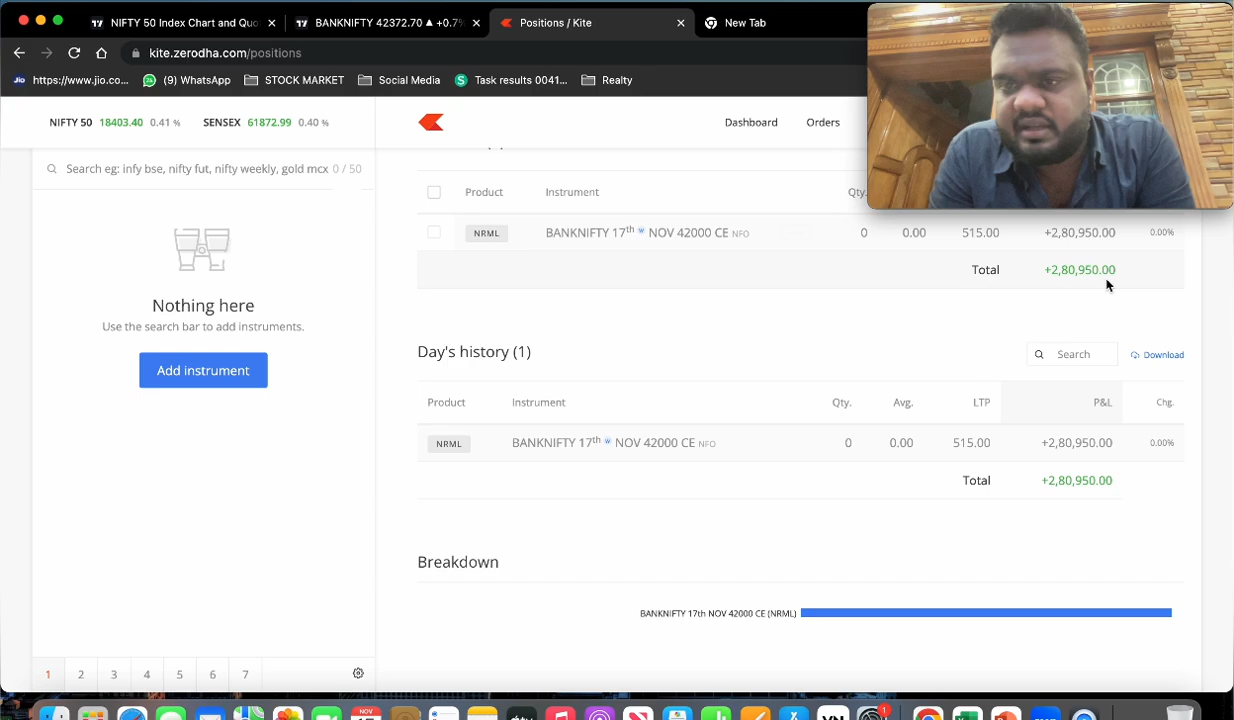 NIFTY 50 Index Chart and Quo
BANKNIFTY 42372.70 ▲ +0.7%
Positions / Kite
New Tab
kite.zerodha.com/positions
https://www.jio.co...
(9) WhatsApp
STOCK MARKET
Social Media
Task results 0041...
Realty
NIFTY 50 18403.40 0.41 %
SENSEX 61872.99 0.40 %
Dashboard
Orders
Search eg: infy bse, nifty fut, nifty weekly, gold mcx 0 / 50
Nothing here
Use the search bar to add instruments.
Add instrument
1 2 3 4 5 6 7
Product Instrument Qty.
NRML BANKNIFTY 17th w NOV 42000 CE NFO 0 0.00 515.00 +2,80,950.00 0.00%
Total +2,80,950.00
Day's history (1)
Search
Download
Product Instrument Qty. Avg. LTP P&L Chg.
NRML BANKNIFTY 17th w NOV 42000 CE NFO 0 0.00 515.00 +2,80,950.00 0.00%
Total +2,80,950.00
Breakdown
BANKNIFTY 17th NOV 42000 CE (NRML)
NOV
1